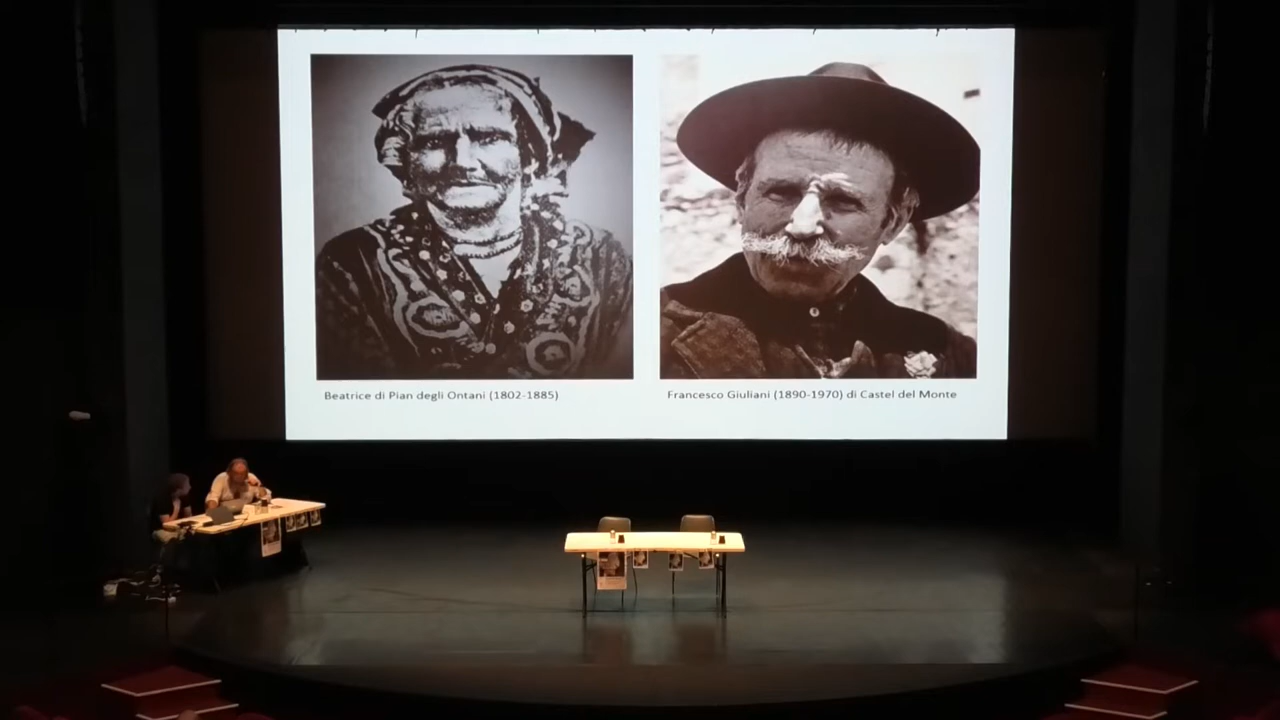 Beatrice di Pian degli Ontani (1802-1885)
Francesco Giuliani (1890-1970) di Castel del Monte